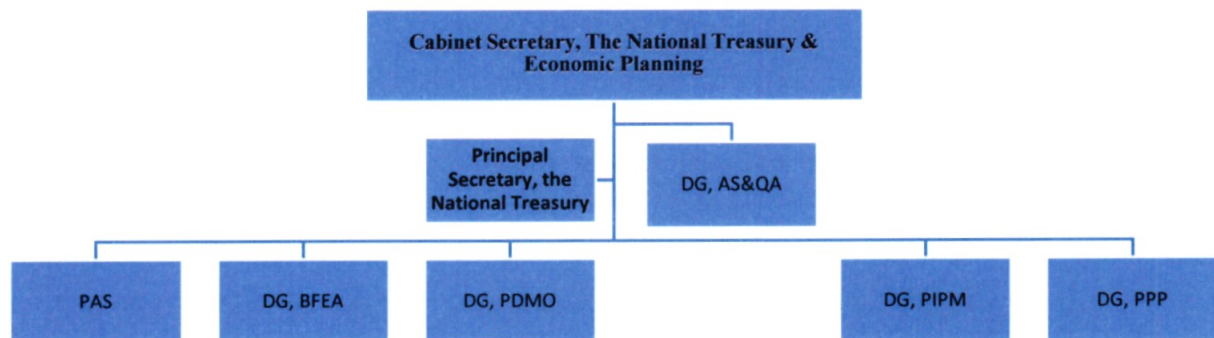 Cabinet Secretary, The National Treasury &
Economic Planning
Principal
Secretary, the
National Treasury
DG, AS&QA
PAS
DG, BFEA
DG, PDMO
DG, PIPM
DG, PPP